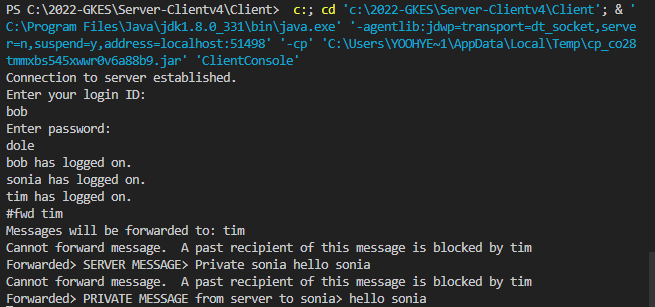 PS C:\2022-GKES\Server-Clientv4\Client>  c:; cd 'c:\2022-GKES\Server-Clientv4\Client'; & '
C:\Program Files\Java\jdk1.8.0_331\bin\java.exe' '-agentlib:jdwp=transport=dt_socket,serve
r=n,suspend=y,address=localhost:51498' '-cp' 'C:\Users\YOOHYE~1\AppData\Local\Temp\cp_co28
tmmxbs545xwwr0v6a88b9.jar' 'ClientConsole'
Connection to server established.
Enter your login ID:
bob
Enter password:
dole
bob has logged on.
sonia has logged on.
tim has logged on.
#fwd tim
Messages will be forwarded to: tim
Cannot forward message.  A past recipient of this message is blocked by tim
Forwarded> SERVER MESSAGE> Private sonia hello sonia
Cannot forward message.  A past recipient of this message is blocked by tim
Forwarded> PRIVATE MESSAGE from server to sonia> hello sonia